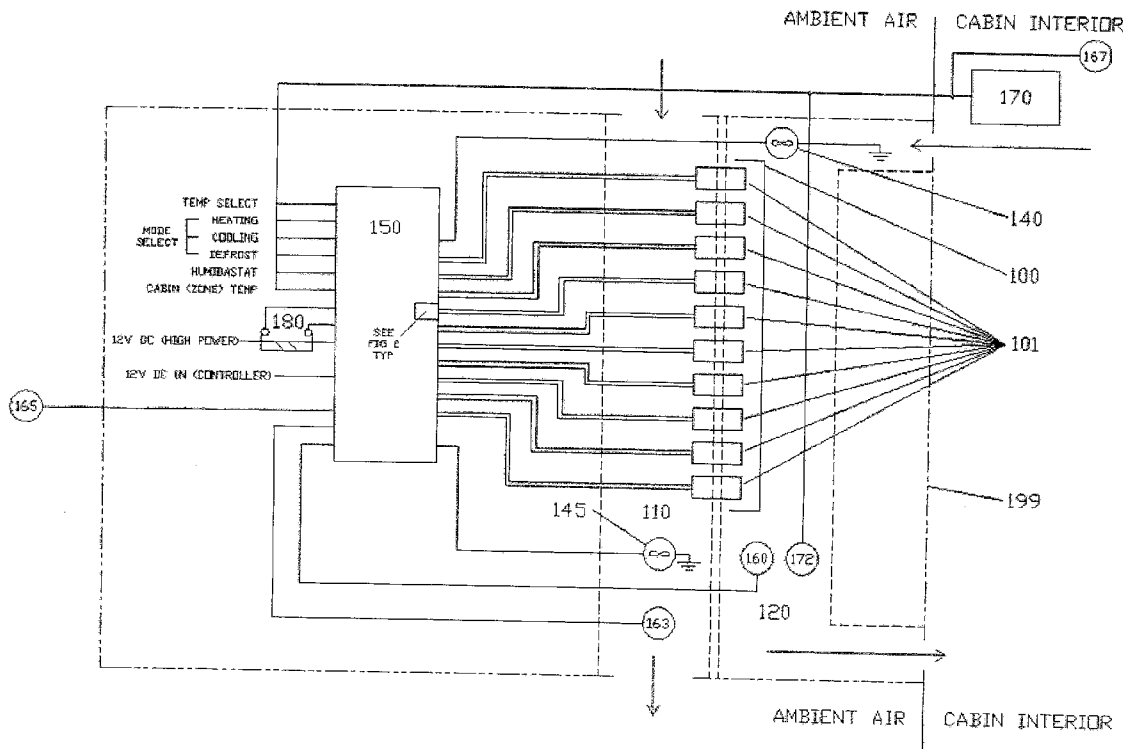 AMBIENT AIR
CABIN INTERIOR
167
170
140
100
101
199
TEMP SELECT
MODE SELECT
HEATING
COOLING
DEFROST
HUMIDASTAT
CABIN (ZONE) TEMP
150
180
12V DC (HIGH POWER)
SEE
FIG 2
TYP
12V DC IN (CONTROLLER)
165
145
110
160
172
120
163
AMBIENT AIR
CABIN INTERIOR